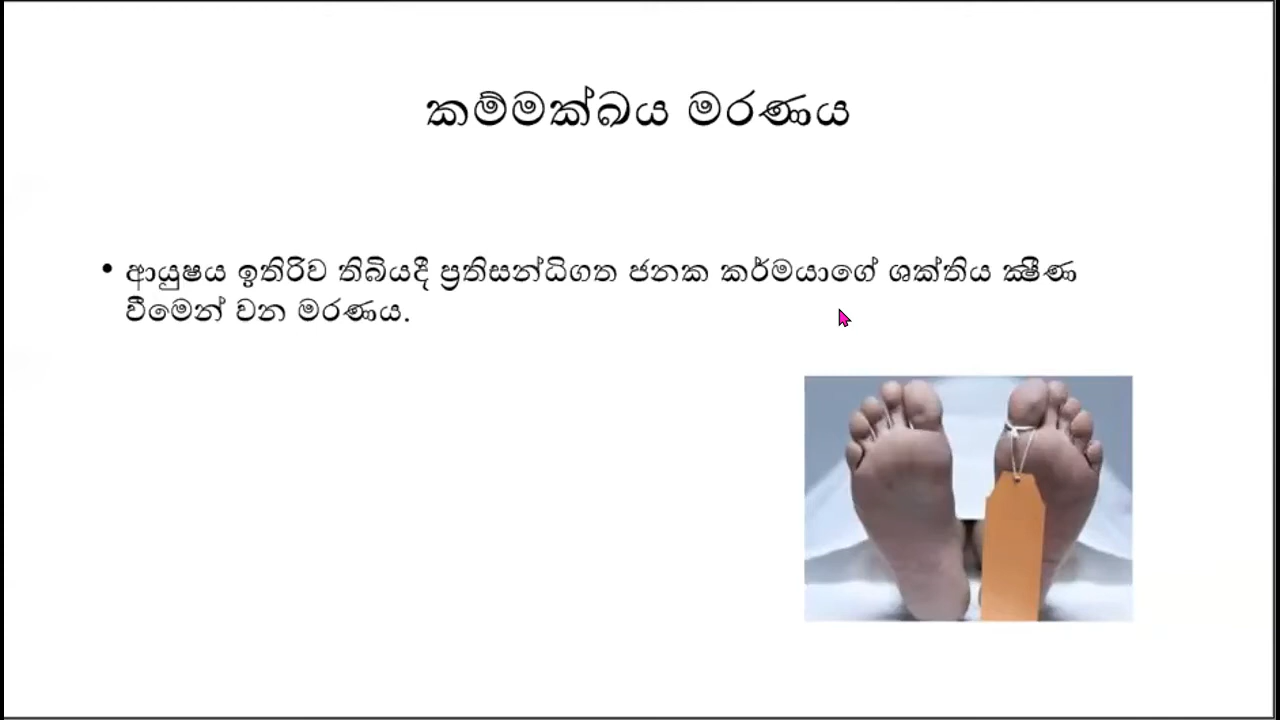 කම්මක්ඛය මරණය
• ආයුෂය ඉතිරිව තිබියදී ප්‍රතිසන්ධිගත ජනක කර්මයාගේ ශක්තිය ක්‍ෂීණ
වීමෙන් වන මරණය.